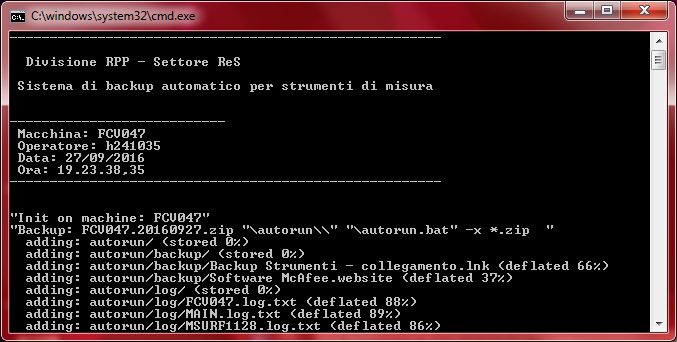 C:\windows\system32\cmd.exe
------------------------------------------------------
Divisione RPP - Settore ReS
Sistema di backup automatico per strumenti di misura
---------------------------
Macchina: FCV047
Operatore: h241035
Data: 27/09/2016
Ora: 19.23.38,35
------------------------------------------------------
"Init on machine: FCV047"
"Backup: FCV047.20160927.zip "\autorun\\" "\autorun.bat" -x *.zip  "
adding: autorun/ (stored 0%)
adding: autorun/backup/ (stored 0%)
adding: autorun/backup/Backup Strumenti - collegamento.lnk (deflated 66%)
adding: autorun/backup/Software McAfee.website (deflated 37%)
adding: autorun/log/ (stored 0%)
adding: autorun/log/FCV047.log.txt (deflated 88%)
adding: autorun/log/MAIN.log.txt (deflated 89%)
adding: autorun/log/MSURF1128.log.txt (deflated 86%)